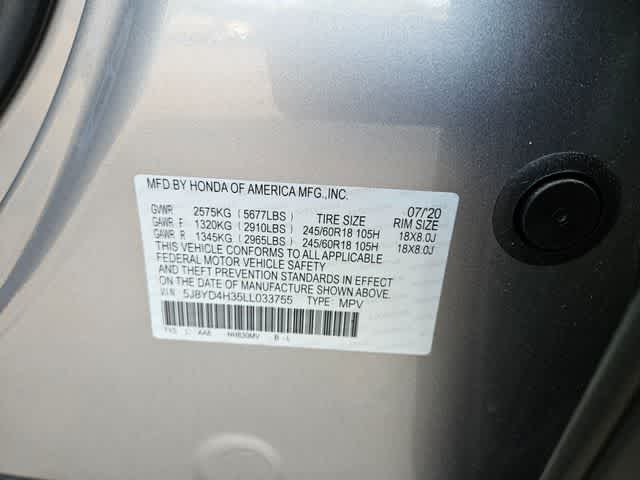 MFD BY HONDA OF AMERICA MFG.,INC.
07/'20
GVWR 2575KG (5677LBS) TIRE SIZE RIM SIZE
GAWR F 1320KG (2910LBS) 245/60R18 105H 18X8.0J
GAWR R 1345KG (2965LBS) 245/60R18 105H 18X8.0J
THIS VEHICLE CONFORMS TO ALL APPLICABLE
FEDERAL MOTOR VEHICLE SAFETY
AND THEFT PREVENTION STANDARDS IN EFFECT
ON THE DATE OF MANUFACTURE SHOWN ABOVE.
VIN: 5J8YD4H35LL033755 TYPE: MPV
AA8 NH830MV B-L